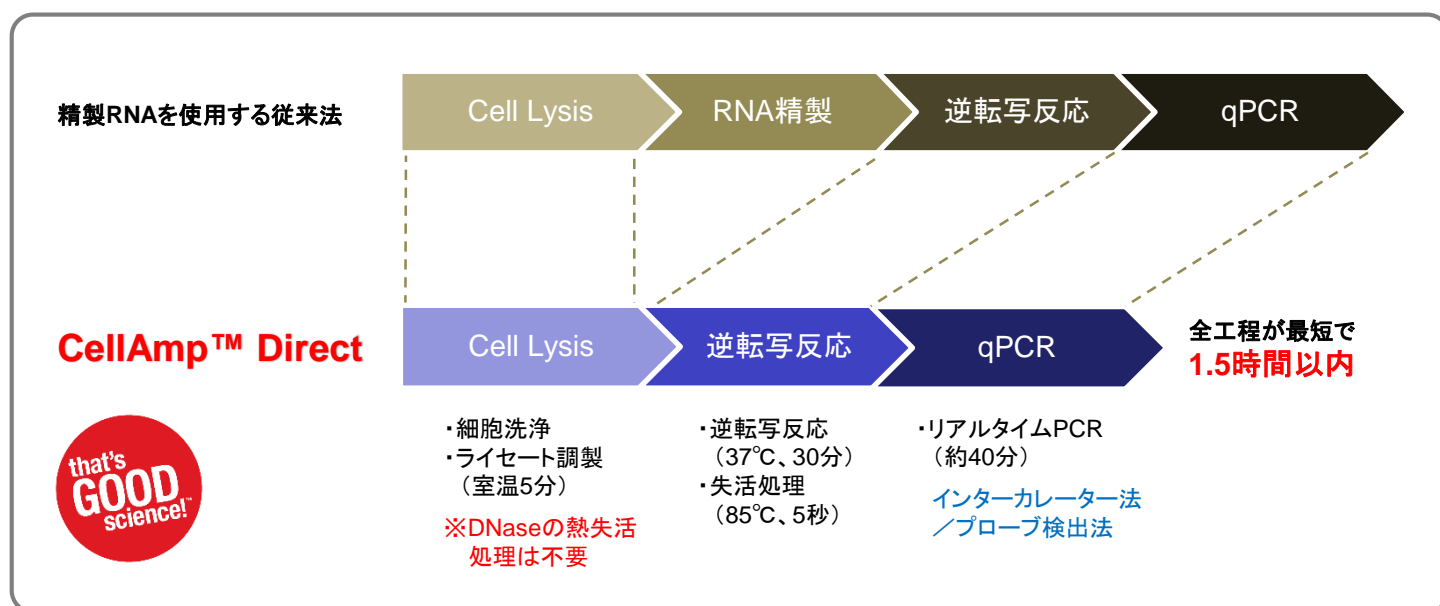 精製RNAを使用する従来法
Cell Lysis
RNA精製
逆転写反応
qPCR
CellAmp™ Direct
Cell Lysis
逆転写反応
qPCR
全工程が最短で
1.5時間以内
that's
GOOD
science!™
・細胞洗浄
・ライセート調製
（室温5分）
※DNaseの熱失活
処理は不要
・逆転写反応
（37℃、30分）
・失活処理
（85℃、5秒）
・リアルタイムPCR
（約40分）
インターカレーター法
／プローブ検出法